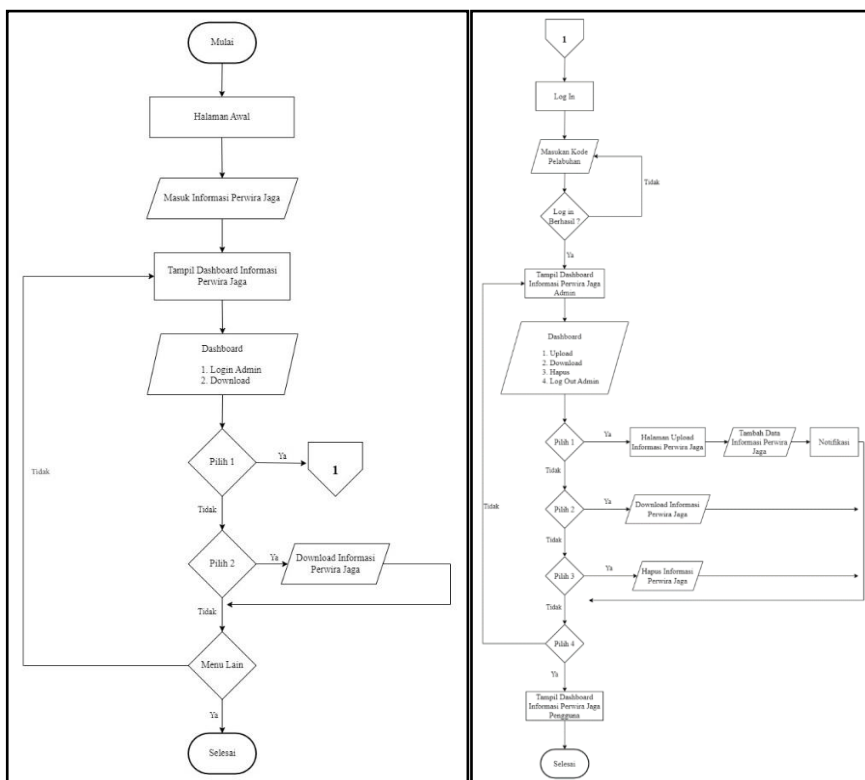 Mulai
Halaman Awal
Masuk Informasi Perwira Jaga
Tampil Dashboard Informasi
Perwira Jaga
Dashboard
1. Login Admin
2. Download
Pilih 1
Ya
1
Tidak
Tidak
Pilih 2
Ya
Download Informasi
Perwira Jaga
Tidak
Menu Lain
Ya
Selesai
1
Log In
Masukan Kode
Pelabuhan
Tidak
Log in
Berhasil ?
Ya
Tampil Dashboard
Informasi Perwira Jaga
Admin
Dashboard
1. Upload
2. Download
3. Hapus
4. Log Out Admin
Pilih 1
Ya
Halaman Upload
Informasi Perwira Jaga
Tambah Data
Informasi Perwira
Jaga
Notifikasi
Tidak
Tidak
Pilih 2
Ya
Download Informasi
Perwira Jaga
Tidak
Pilih 3
Ya
Hapus Informasi
Perwira Jaga
Tidak
Pilih 4
Ya
Tampil Dashboard
Informasi Perwira Jaga
Pengguna
Selesai